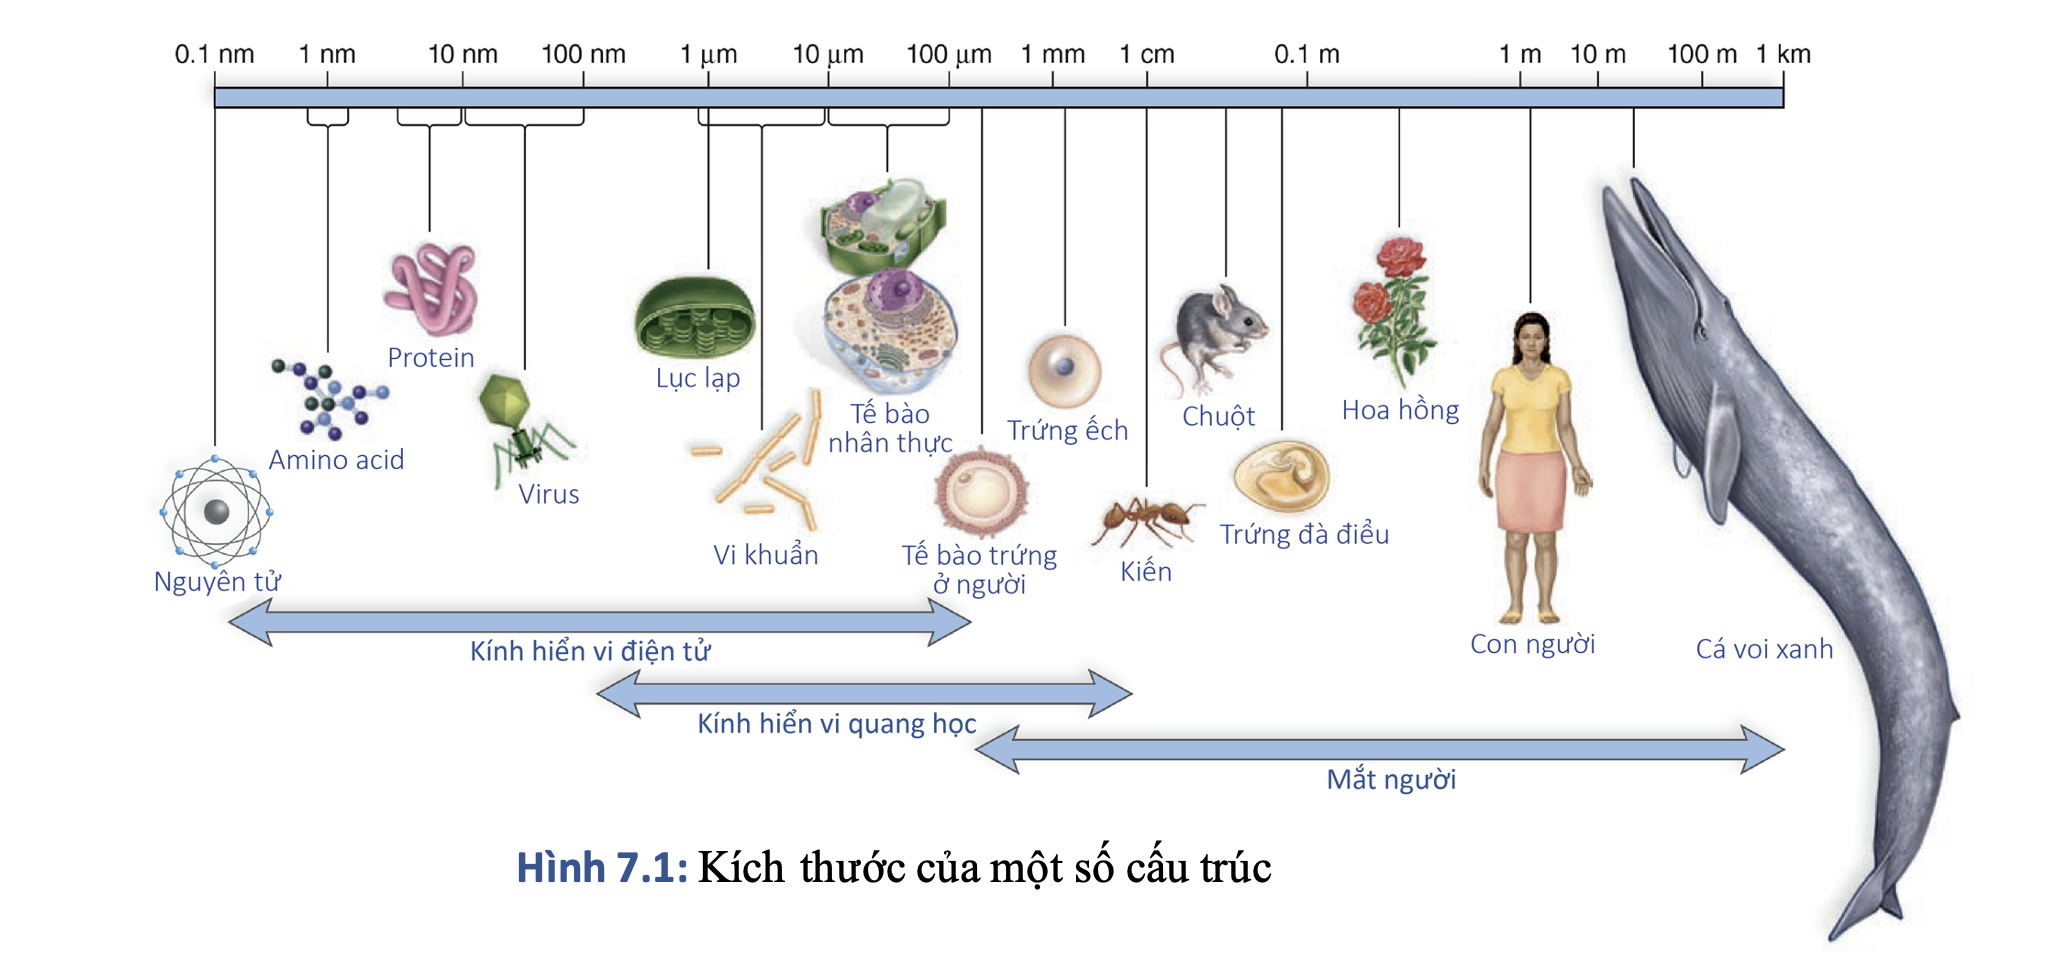 0.1 nm 1 nm 10 nm 100 nm 1 μm 10 μm 100 μm 1 mm 1 cm 0.1 m 1 m 10 m 100 m 1 km
Protein
Lục lạp
Tế bào
nhân thực
Trứng ếch
Chuột
Hoa hồng
Amino acid
Virus
Vi khuẩn
Tế bào trứng
ở người
Kiến
Trứng đà điểu
Nguyên tử
Con người
Cá voi xanh
Kính hiển vi điện tử
Kính hiển vi quang học
Mắt người
Hình 7.1: Kích thước của một số cấu trúc